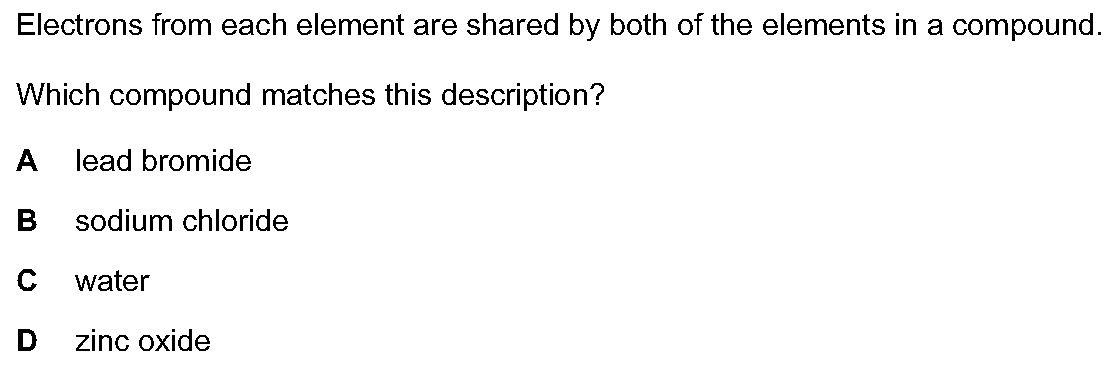 Electrons from each element are shared by both of the elements in a compound.
Which compound matches this description?
A lead bromide
B sodium chloride
C water
D zinc oxide